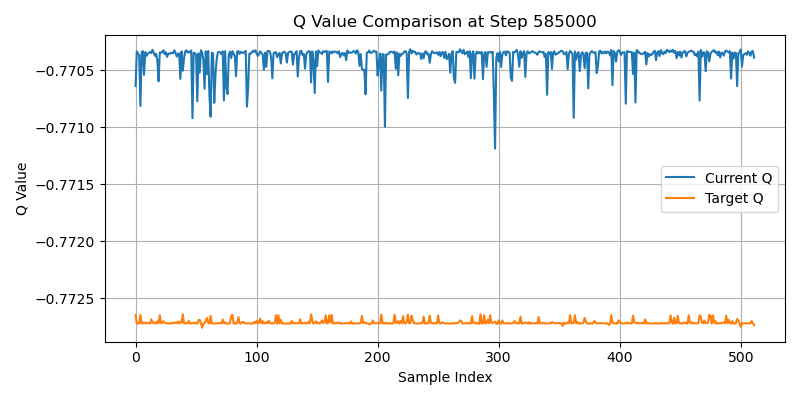 Q Value Comparison at Step 585000
−0.7705
−0.7710
−0.7715
−0.7720
−0.7725
Q Value
Current Q
Target Q
0 100 200 300 400 500
Sample Index